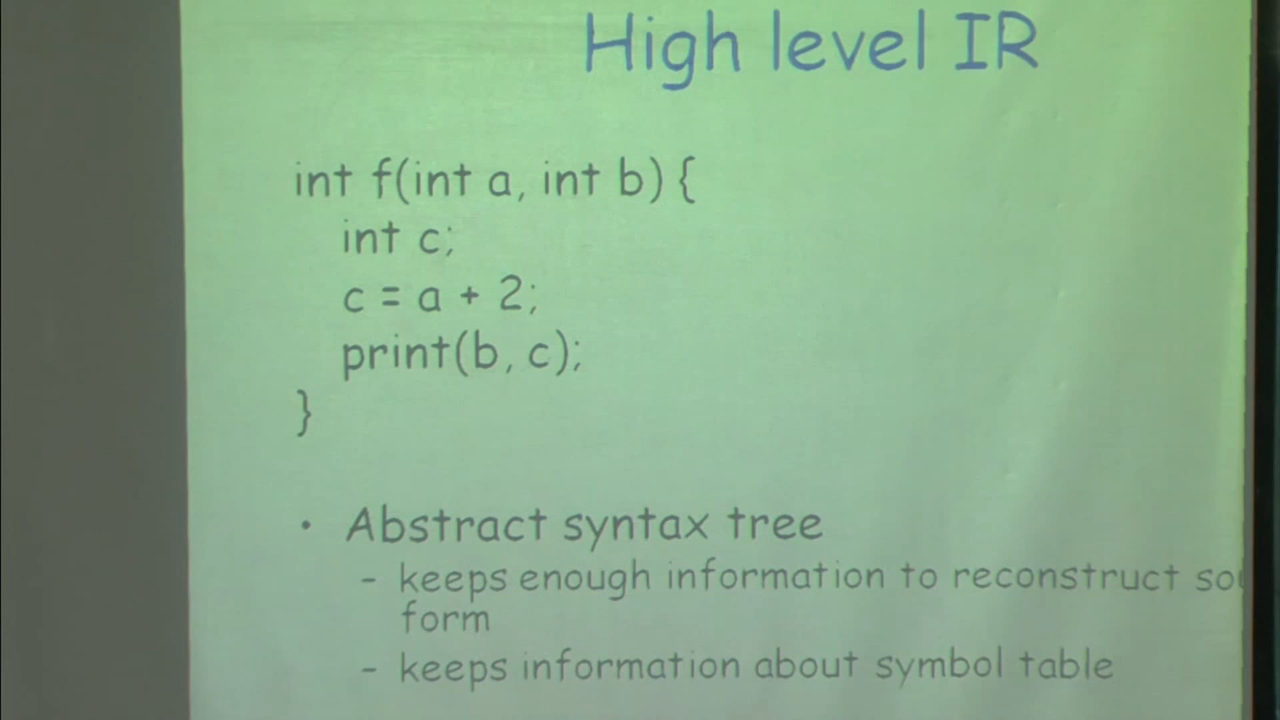 High level IR
int f(int a, int b) {
int c;
c = a + 2;
print(b, c);
}
• Abstract syntax tree
- keeps enough information to reconstruct
form
- keeps information about symbol table